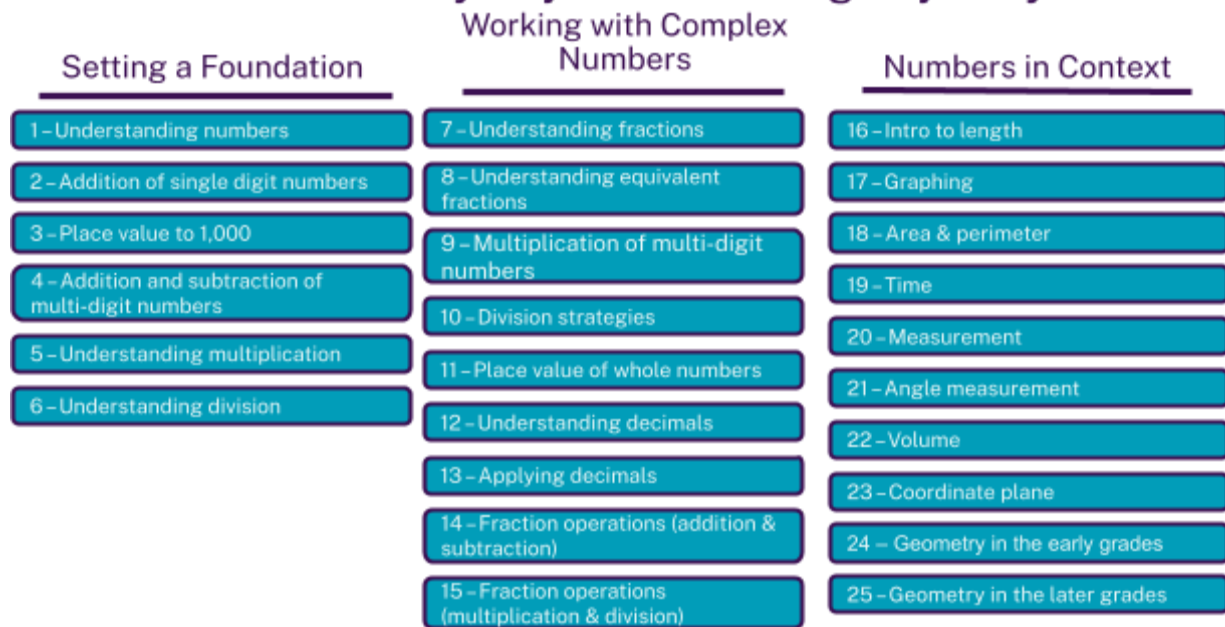 Setting a Foundation
1 – Understanding numbers
2 – Addition of single digit numbers
3 – Place value to 1,000
4 – Addition and subtraction of
multi-digit numbers
5 – Understanding multiplication
6 – Understanding division
Working with Complex
Numbers
7 – Understanding fractions
8 – Understanding equivalent
fractions
9 – Multiplication of multi-digit
numbers
10 – Division strategies
11 – Place value of whole numbers
12 – Understanding decimals
13 – Applying decimals
14 – Fraction operations (addition &
subtraction)
15 – Fraction operations
(multiplication & division)
Numbers in Context
16 – Intro to length
17 – Graphing
18 – Area & perimeter
19 – Time
20 – Measurement
21 – Angle measurement
22 – Volume
23 – Coordinate plane
24 – Geometry in the early grades
25 – Geometry in the later grades